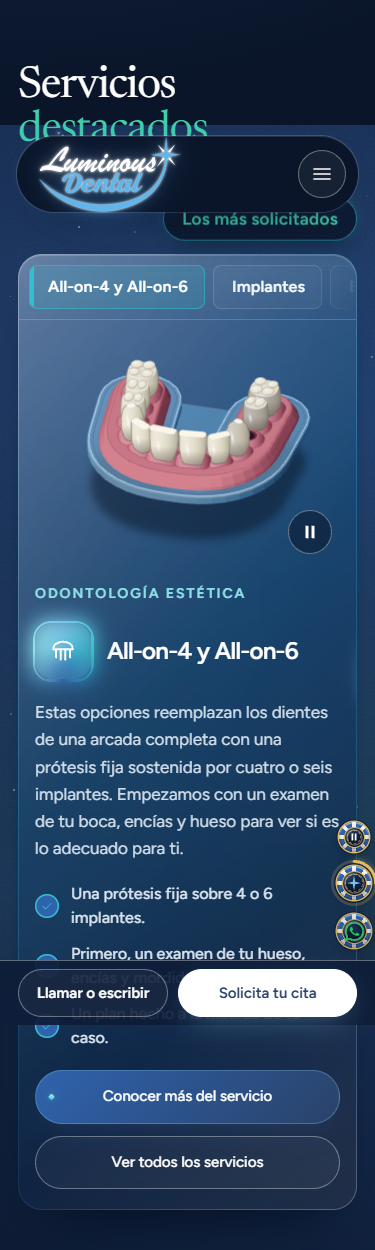 Servicios
destacados
Luminous
Dental
Los más solicitados
All-on-4 y All-on-6
Implantes
ODONTOLOGÍA ESTÉTICA
All-on-4 y All-on-6
Estas opciones reemplazan los dientes
de una arcada completa con una
prótesis fija sostenida por cuatro o seis
implantes. Empezamos con un examen
de tu boca, encías y hueso para ver si es
lo adecuado para ti.
Una prótesis fija sobre 4 o 6
implantes.
Primero, un examen de tu hueso,
encías y
Llamar o escribir
Solicita tu cita
Un plan hecho
caso.
Conocer más del servicio
Ver todos los servicios